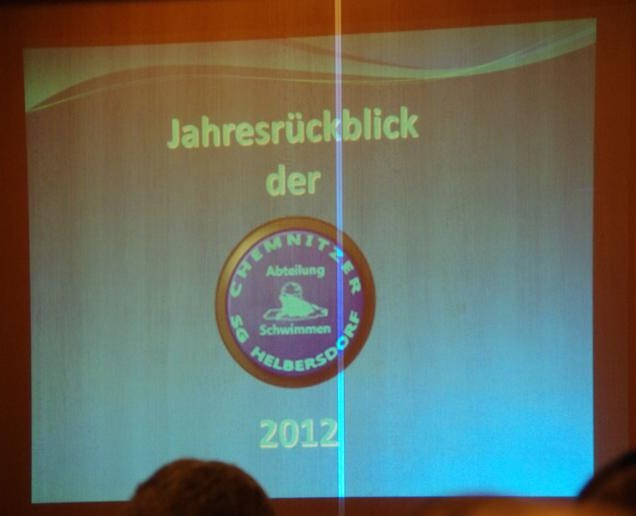 Jahresrückblick
der
CHEMNITZER
Abteilung
Schwimmen
SG HELBERSDORF
2012